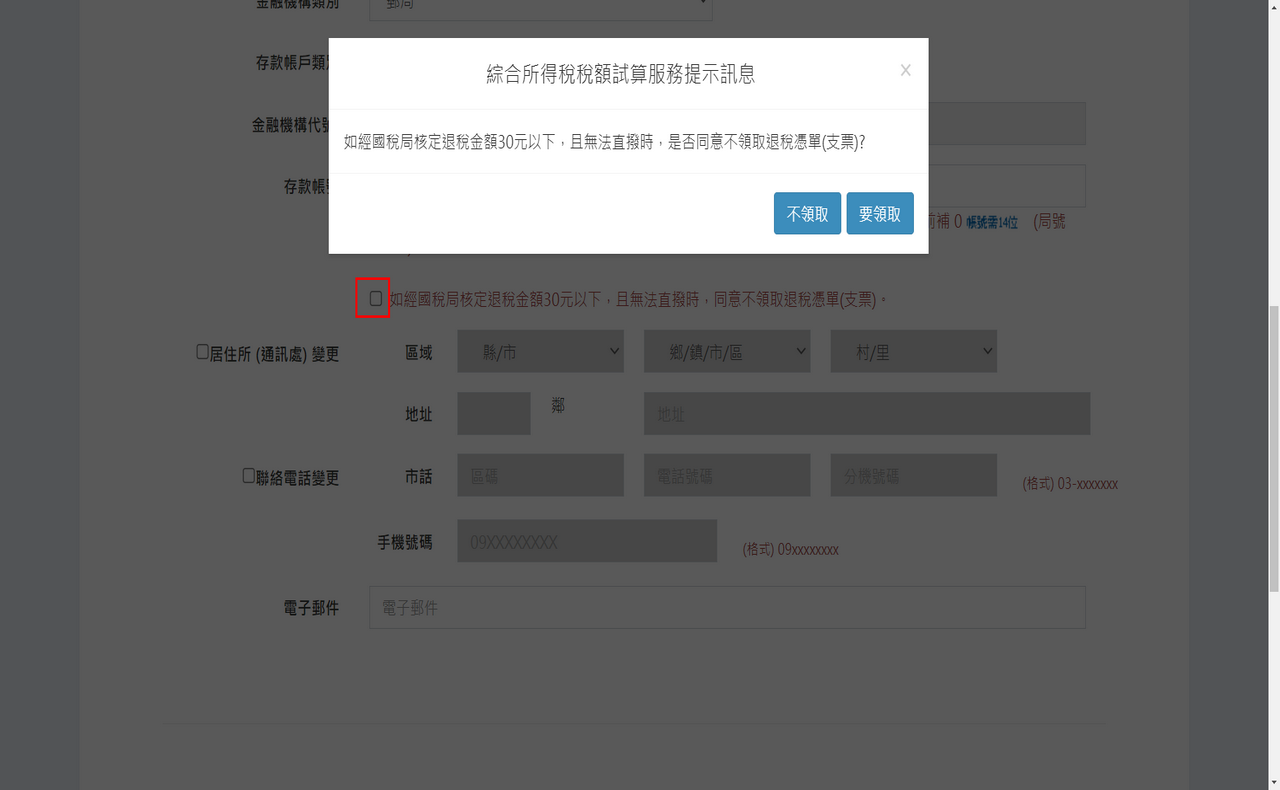 金融機構類別 郵局
綜合所得稅稅額試算服務提示訊息 X
存款帳戶類
金融機構代
如經國稅局核定退稅金額30元以下，且無法直撥時，是否同意不領取退稅憑單(支票)?
存款帳
不領取 要領取
前補 0 帳號需14位 (局號
如經國稅局核定退稅金額30元以下，且無法直撥時，同意不領取退稅憑單(支票)。
居住所 (通訊處) 變更 區域 縣/市 鄉/鎮/市/區 村/里
地址 鄰 地址
聯絡電話變更 市話 區碼 電話號碼 分機號碼 (格式) 03-xxxxxxx
手機號碼 09XXXXXXXX (格式) 09xxxxxxxx
電子郵件 電子郵件